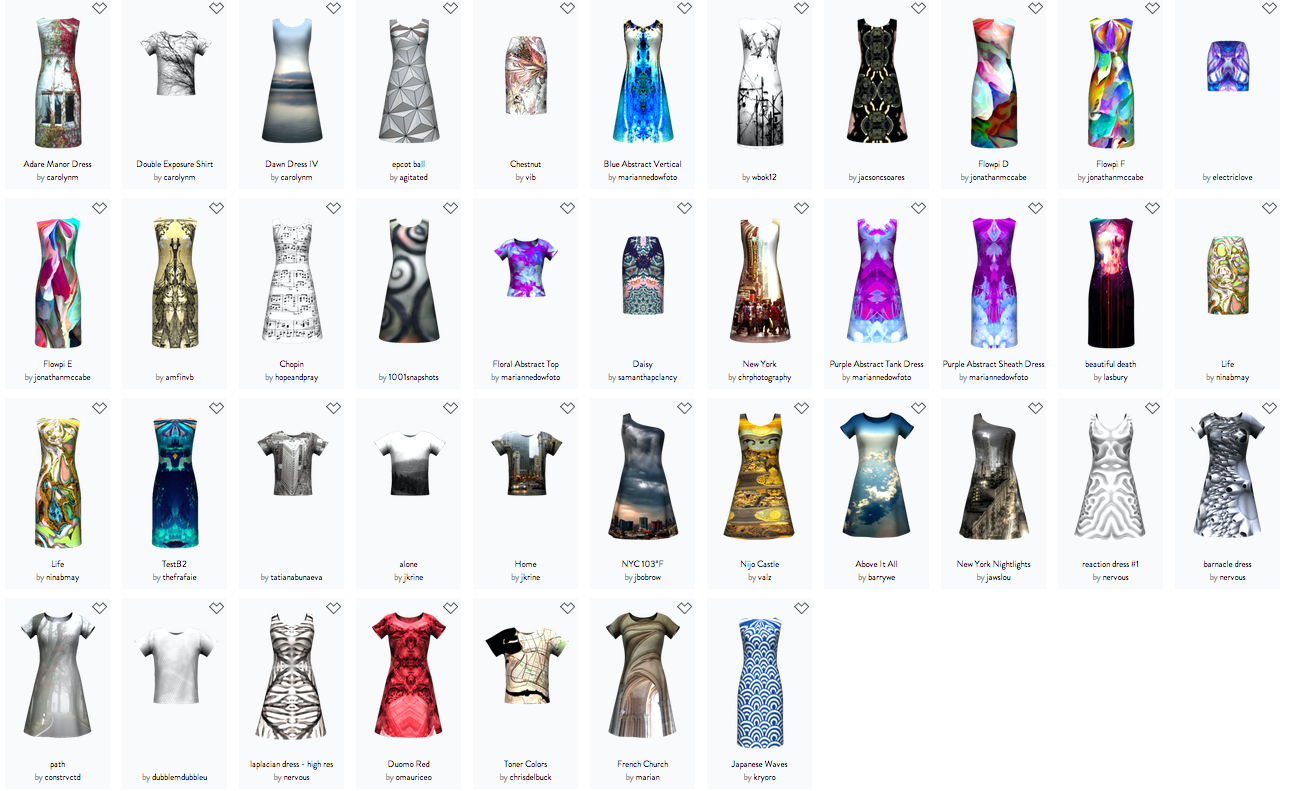 Adare Manor Dress
by carolynm
Double Exposure Shirt
by carolynm
Dawn Dress IV
by carolynm
epcot ball
by agitated
Chestnut
by vib
Blue Abstract Vertical
by mariannedowfoto
by wbok12
by jacsoncsoares
Flowpi D
by jonathanmccabe
Flowpi F
by jonathanmccabe
by electriclove
Flowpi E
by jonathanmccabe
by amfinvb
Chopin
by hopeandpray
by 1001snapshots
Floral Abstract Top
by mariannedowfoto
Daisy
by samanthapclancy
New York
by chrphotography
Purple Abstract Tank Dress
by mariannedowfoto
Purple Abstract Sheath Dress
by mariannedowfoto
beautiful death
by lasbury
Life
by ninabmay
Life
by ninabmay
TestB2
by thefrafaie
by tatianabunaeva
alone
by jkrine
Home
by jkrine
NYC 103°F
by jbobrow
Nijo Castle
by valz
Above It All
by barrywe
New York Nightlights
by jawslou
reaction dress #1
by nervous
barnacle dress
by nervous
path
by constrvctd
by dubblemdubbleu
laplacian dress - high res
by nervous
Duomo Red
by omauriceo
Toner Colors
by chrisdelbuck
French Church
by marian
Japanese Waves
by kryoro